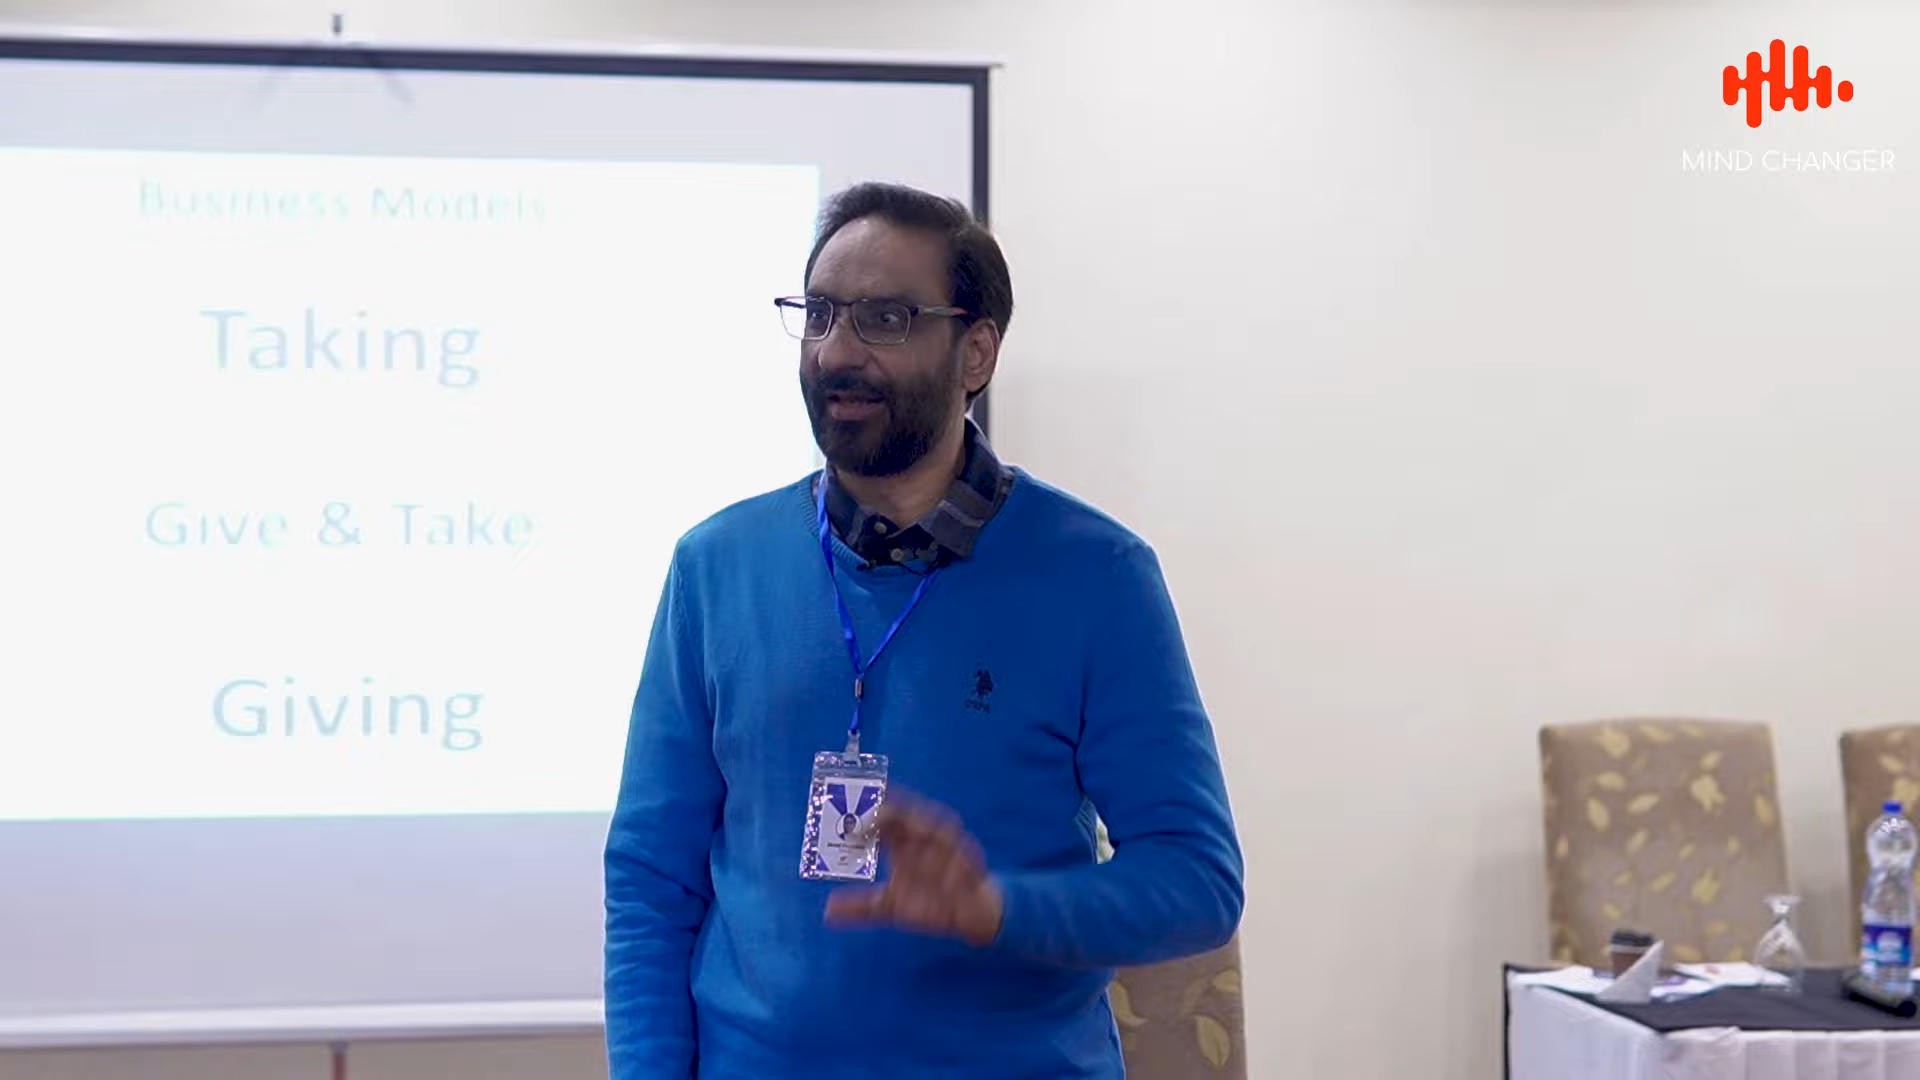 Business Models
Taking
Give & Take
Giving
MIND CHANGER